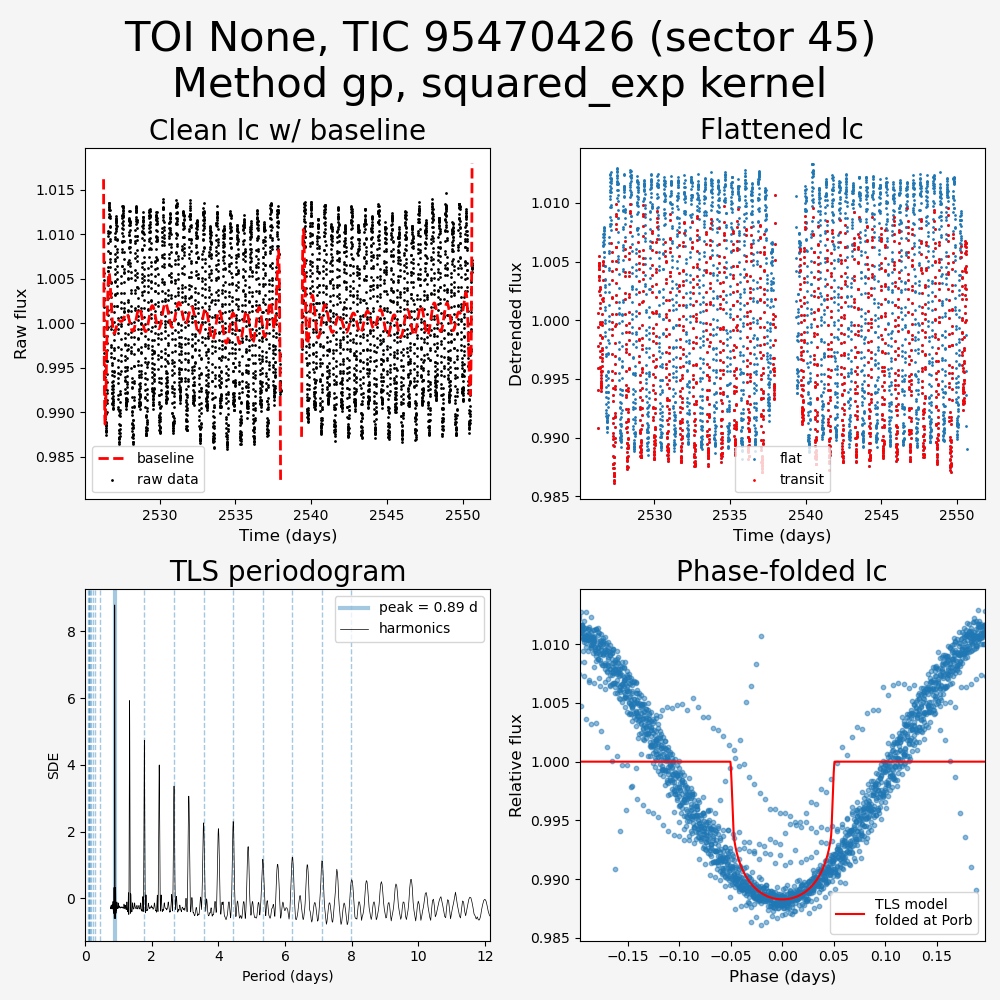 TOI None, TIC 95470426 (sector 45)
Method gp, squared_exp kernel
Clean lc w/ baseline
Raw flux
1.015
1.010
1.005
1.000
0.995
0.990
0.985
baseline
raw data
2530
2535
2540
2545
2550
Time (days)
Flattened lc
Detrended flux
1.010
1.005
1.000
0.995
0.990
0.985
flat
transit
2530
2535
2540
2545
2550
Time (days)
TLS periodogram
SDE
8
6
4
2
0
peak = 0.89 d
harmonics
0
2
4
6
8
10
12
Period (days)
Phase-folded lc
Relative flux
1.010
1.005
1.000
0.995
0.990
0.985
TLS model
folded at Porb
−0.15
−0.10
−0.05
0.00
0.05
0.10
0.15
Phase (days)